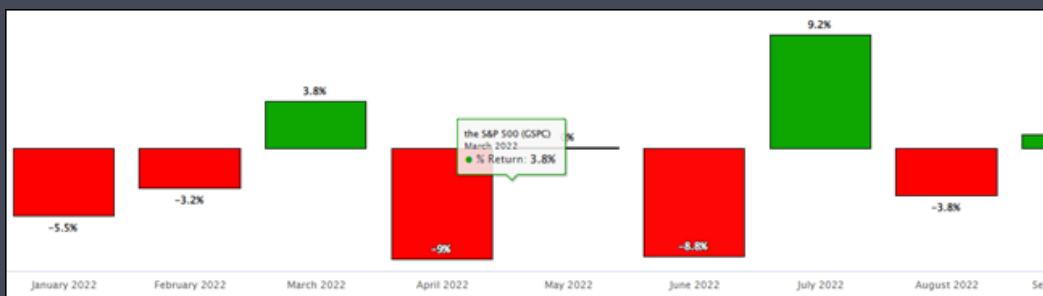 9.2%
3.8%
the S&P 500 (GSPC)
March 2022
● % Return: 3.8%
%
-3.2%
-3.8%
-5.5%
-9%
-8.8%
January 2022 February 2022 March 2022 April 2022 May 2022 June 2022 July 2022 August 2022 Se